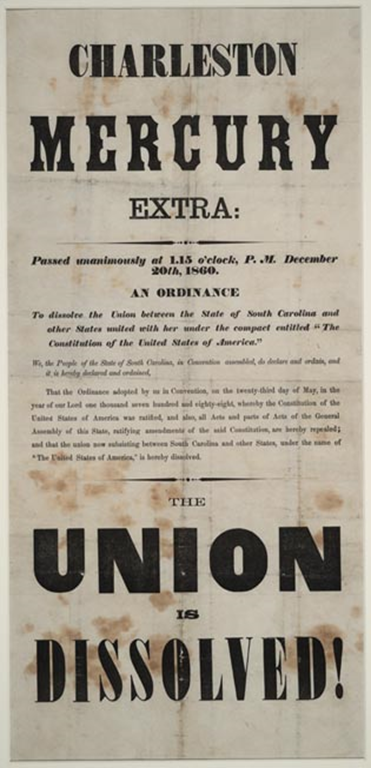 CHARLESTON
MERCURY
EXTRA:
Passed unanimously at 1.15 o'clock, P. M. December
20th, 1860.
AN ORDINANCE
To dissolve the Union between the State of South Carolina and
other States united with her under the compact entitled "The
Constitution of the United States of America."
We, the People of the State of South Carolina, in Convention assembled, do declare and ordain, and
it is hereby declared and ordained,
That the Ordinance adopted by us in Convention, on the twenty-third day of May, in the
year of our Lord one thousand seven hundred and eighty-eight, whereby the Constitution of the
United States of America was ratified, and also, all Acts and parts of Acts of the General
Assembly of this State, ratifying amendments of the said Constitution, are hereby repealed;
and that the union now subsisting between South Carolina and other States, under the name of
"The United States of America," is hereby dissolved.
THE
UNION
IS
DISSOLVED!